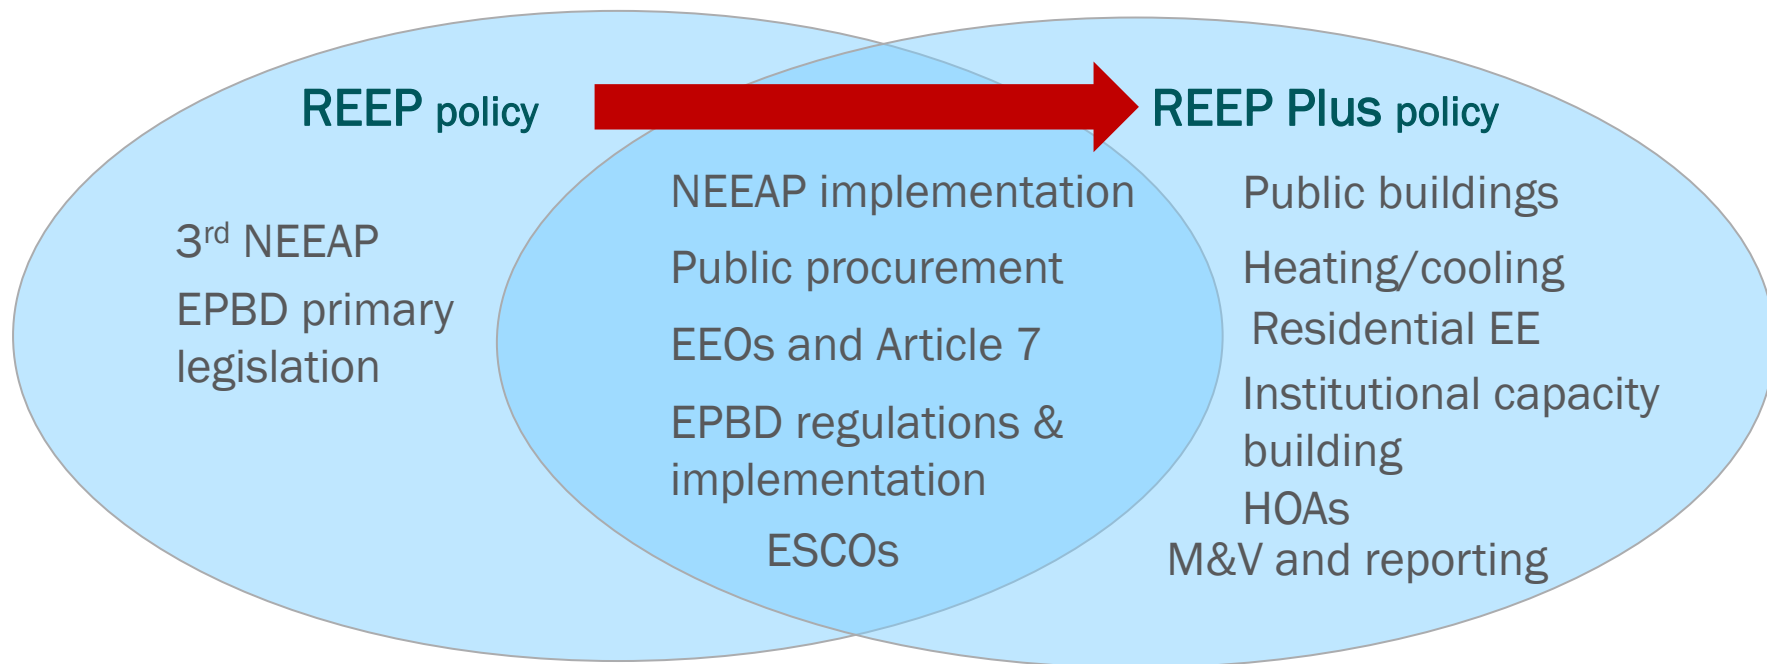 REEP policy
REEP Plus policy
3rd NEEAP
EPBD primary
legislation
NEEAP implementation
Public procurement
EEOs and Article 7
EPBD regulations &
implementation
ESCOs
Public buildings
Heating/cooling
Residential EE
Institutional capacity
building
HOAs
M&V and reporting